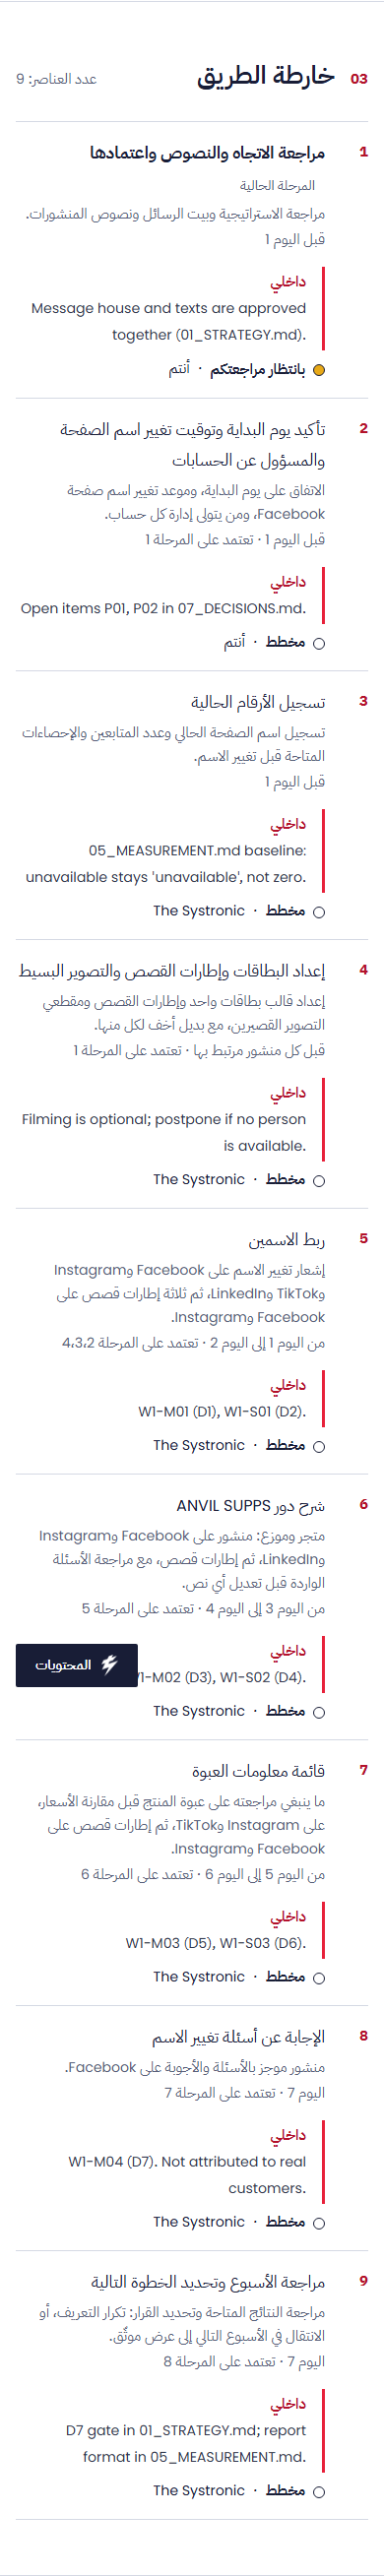 03 خارطة الطريق عدد العناصر: 9
1 مراجعة الاتجاه والنصوص واعتمادها
المرحلة الحالية
مراجعة الاستراتيجية وبيت الرسائل ونصوص المنشورات.
قبل اليوم 1
داخلي
Message house and texts are approved
together (01_STRATEGY.md).
بانتظار مراجعتكم · أنتم
2 تأكيد يوم البداية وتوقيت تغيير اسم الصفحة
والمسؤول عن الحسابات
الاتفاق على يوم البداية، وموعد تغيير اسم صفحة
Facebook، ومن يتولى إدارة كل حساب.
قبل اليوم 1 · تعتمد على المرحلة 1
داخلي
Open items P01, P02 in 07_DECISIONS.md.
مخطط · أنتم
3 تسجيل الأرقام الحالية
تسجيل اسم الصفحة الحالي وعدد المتابعين والإحصاءات
المتاحة قبل تغيير الاسم.
قبل اليوم 1
داخلي
05_MEASUREMENT.md baseline:
unavailable stays 'unavailable', not zero.
مخطط · The Systronic
4 إعداد البطاقات وإطارات القصص والتصوير البسيط
إعداد قالب بطاقات واحد وإطارات القصص ومقطعي
التصوير القصيرين، مع بديل أخف لكل منها.
قبل كل منشور مرتبط بها · تعتمد على المرحلة 1
داخلي
Filming is optional; postpone if no person
is available.
مخطط · The Systronic
5 ربط الاسمين
إشعار تغيير الاسم على Facebook وInstagram
وTikTok وLinkedIn، ثم ثلاثة إطارات قصص على
Facebook وInstagram.
من اليوم 1 إلى اليوم 2 · تعتمد على المرحلة 2،3،4
داخلي
W1-M01 (D1), W1-S01 (D2).
مخطط · The Systronic
6 شرح دور ANVIL SUPPS
متجر وموزع: منشور على Facebook وInstagram
وLinkedIn، ثم إطارات قصص، مع مراجعة الأسئلة
الواردة قبل تعديل أي نص.
من اليوم 3 إلى اليوم 4 · تعتمد على المرحلة 5
داخلي
المحتويات
1-M02 (D3), W1-S02 (D4).
مخطط · The Systronic
7 قائمة معلومات العبوة
ما ينبغي مراجعته على عبوة المنتج قبل مقارنة الأسعار،
على Instagram وTikTok، ثم إطارات قصص على
Facebook وInstagram.
من اليوم 5 إلى اليوم 6 · تعتمد على المرحلة 6
داخلي
W1-M03 (D5), W1-S03 (D6).
مخطط · The Systronic
8 الإجابة عن أسئلة تغيير الاسم
منشور موجز بالأسئلة والأجوبة على Facebook.
اليوم 7 · تعتمد على المرحلة 7
داخلي
W1-M04 (D7). Not attributed to real
customers.
مخطط · The Systronic
9 مراجعة الأسبوع وتحديد الخطوة التالية
مراجعة النتائج المتاحة وتحديد القرار: تكرار التعريف، أو
الانتقال في الأسبوع التالي إلى عرض موثّق.
اليوم 7 · تعتمد على المرحلة 8
داخلي
D7 gate in 01_STRATEGY.md; report
format in 05_MEASUREMENT.md.
مخطط · The Systronic